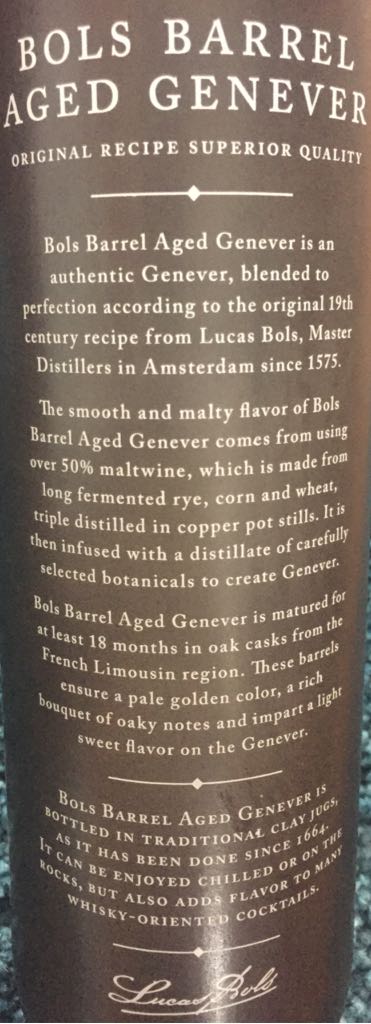 BOLS BARREL
AGED GENEVER
ORIGINAL RECIPE SUPERIOR QUALITY
Bols Barrel Aged Genever is an
authentic Genever, blended to
perfection according to the original 19th
century recipe from Lucas Bols, Master
Distillers in Amsterdam since 1575.
The smooth and malty flavor of Bols
Barrel Aged Genever comes from using
over 50% maltwine, which is made from
long fermented rye, corn and wheat,
triple distilled in copper pot stills. It is
then infused with a distillate of carefully
selected botanicals to create Genever.
Bols Barrel Aged Genever is matured for
at least 18 months in oak casks from the
French Limousin region. These barrels
ensure a pale golden color, a rich
bouquet of oaky notes and impart a light
sweet flavor on the Genever.
BOLS BARREL AGED GENEVER IS
BOTTLED IN TRADITIONAL CLAY JUGS,
AS IT HAS BEEN DONE SINCE 1664.
IT CAN BE ENJOYED CHILLED OR ON THE
ROCKS, BUT ALSO ADDS FLAVOR TO MANY
WHISKY-ORIENTED COCKTAILS.
Lucas Bols